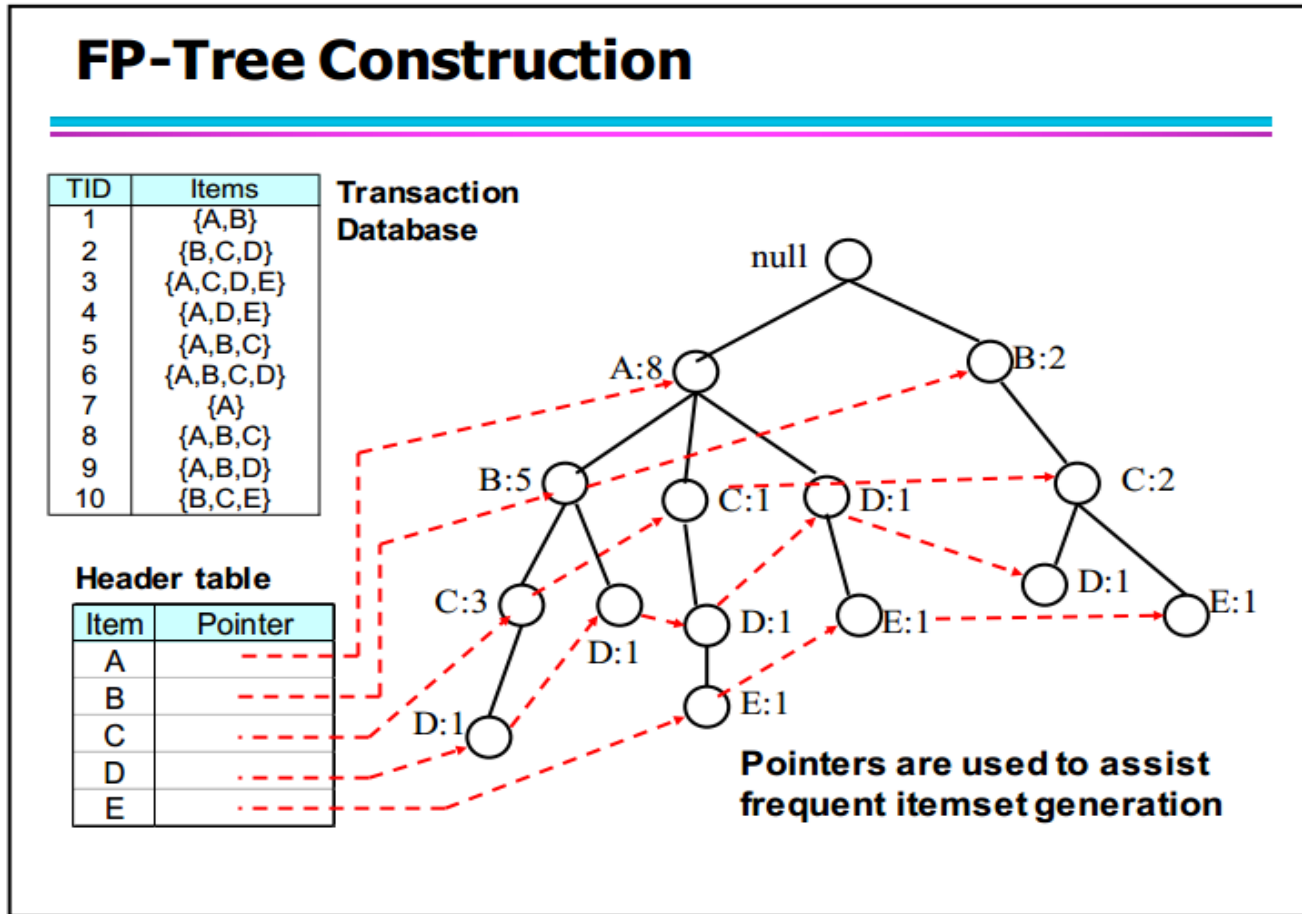 FP-Tree Construction
TID Items
1 {A,B}
2 {B,C,D}
3 {A,C,D,E}
4 {A,D,E}
5 {A,B,C}
6 {A,B,C,D}
7 {A}
8 {A,B,C}
9 {A,B,D}
10 {B,C,E}
Transaction
Database
null
A:8
B:2
B:5
C:1
D:1
C:2
C:3
D:1
D:1
E:1
D:1
E:1
D:1
E:1
Header table
Item Pointer
A
B
C
D
E
Pointers are used to assist
frequent itemset generation